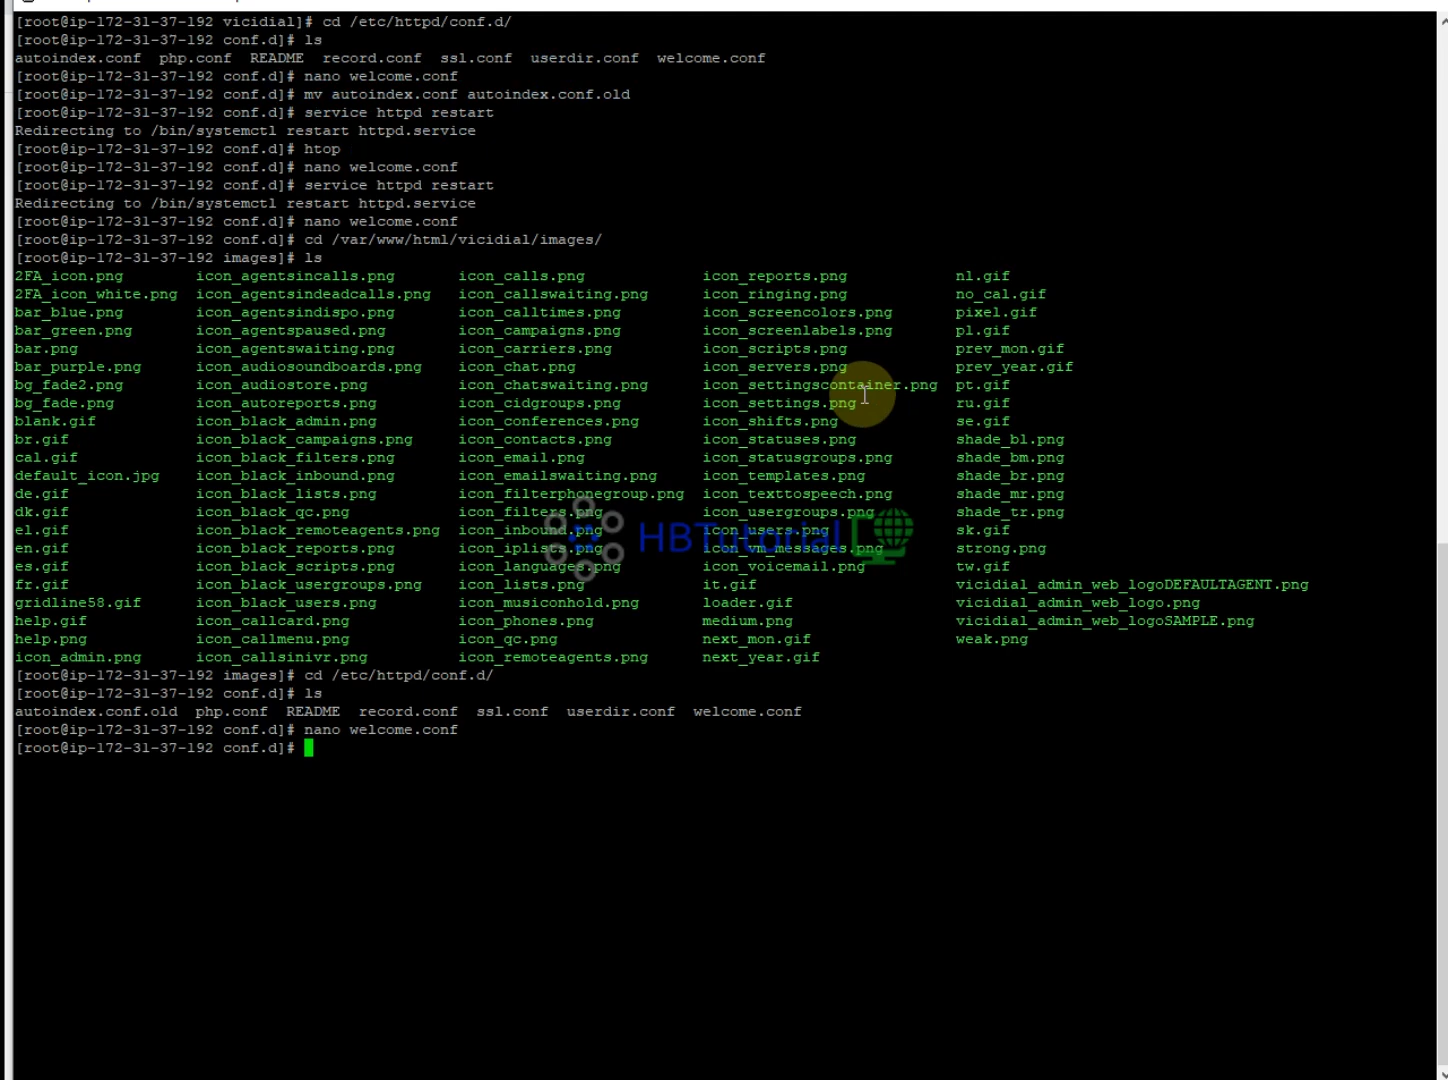 [root@ip-172-31-37-192 vicidial]# cd /etc/httpd/conf.d/
[root@ip-172-31-37-192 conf.d]# ls
autoindex.conf  php.conf  README  record.conf  ssl.conf  userdir.conf  welcome.conf
[root@ip-172-31-37-192 conf.d]# nano welcome.conf
[root@ip-172-31-37-192 conf.d]# mv autoindex.conf autoindex.conf.old
[root@ip-172-31-37-192 conf.d]# service httpd restart
Redirecting to /bin/systemctl restart httpd.service
[root@ip-172-31-37-192 conf.d]# htop
[root@ip-172-31-37-192 conf.d]# nano welcome.conf
[root@ip-172-31-37-192 conf.d]# service httpd restart
Redirecting to /bin/systemctl restart httpd.service
[root@ip-172-31-37-192 conf.d]# nano welcome.conf
[root@ip-172-31-37-192 conf.d]# cd /var/www/html/vicidial/images/
[root@ip-172-31-37-192 images]# ls
2FA_icon.png  icon_agentsincalls.png  icon_calls.png  icon_reports.png  nl.gif
2FA_icon_white.png  icon_agentsindeadcalls.png  icon_callswaiting.png  icon_ringing.png  no_cal.gif
bar_blue.png  icon_agentsindispo.png  icon_calltimes.png  icon_screencolors.png  pixel.gif
bar_green.png  icon_agentspaused.png  icon_campaigns.png  icon_screenlabels.png  pl.gif
bar.png  icon_agentswaiting.png  icon_carriers.png  icon_scripts.png  prev_mon.gif
bar_purple.png  icon_audiosoundboards.png  icon_chat.png  icon_servers.png  prev_year.gif
bg_fade2.png  icon_audiostore.png  icon_chatswaiting.png  icon_settingscontainer.png  pt.gif
bg_fade.png  icon_autoreports.png  icon_cidgroups.png  icon_settings.png  ru.gif
blank.gif  icon_black_admin.png  icon_conferences.png  icon_shifts.png  se.gif
br.gif  icon_black_campaigns.png  icon_contacts.png  icon_statuses.png  shade_bl.png
cal.gif  icon_black_filters.png  icon_email.png  icon_statusgroups.png  shade_bm.png
default_icon.jpg  icon_black_inbound.png  icon_emailswaiting.png  icon_templates.png  shade_br.png
de.gif  icon_black_lists.png  icon_filterphonegroup.png  icon_texttospeech.png  shade_mr.png
dk.gif  icon_black_qc.png  icon_filters.png  icon_usergroups.png  shade_tr.png
el.gif  icon_black_remoteagents.png  icon_inbound.png  icon_users.png  sk.gif
HBTutorial
en.gif  icon_black_reports.png  icon_iplists.png  icon_vm_messages.png  strong.png
es.gif  icon_black_scripts.png  icon_languages.png  icon_voicemail.png  tw.gif
fr.gif  icon_black_usergroups.png  icon_lists.png  it.gif  vicidial_admin_web_logoDEFAULTAGENT.png
gridline58.gif  icon_black_users.png  icon_musiconhold.png  loader.gif  vicidial_admin_web_logo.png
help.gif  icon_callcard.png  icon_phones.png  medium.png  vicidial_admin_web_logoSAMPLE.png
help.png  icon_callmenu.png  icon_qc.png  next_mon.gif  weak.png
icon_admin.png  icon_callsinivr.png  icon_remoteagents.png  next_year.gif
[root@ip-172-31-37-192 images]# cd /etc/httpd/conf.d/
[root@ip-172-31-37-192 conf.d]# ls
autoindex.conf.old  php.conf  README  record.conf  ssl.conf  userdir.conf  welcome.conf
[root@ip-172-31-37-192 conf.d]# nano welcome.conf
[root@ip-172-31-37-192 conf.d]#